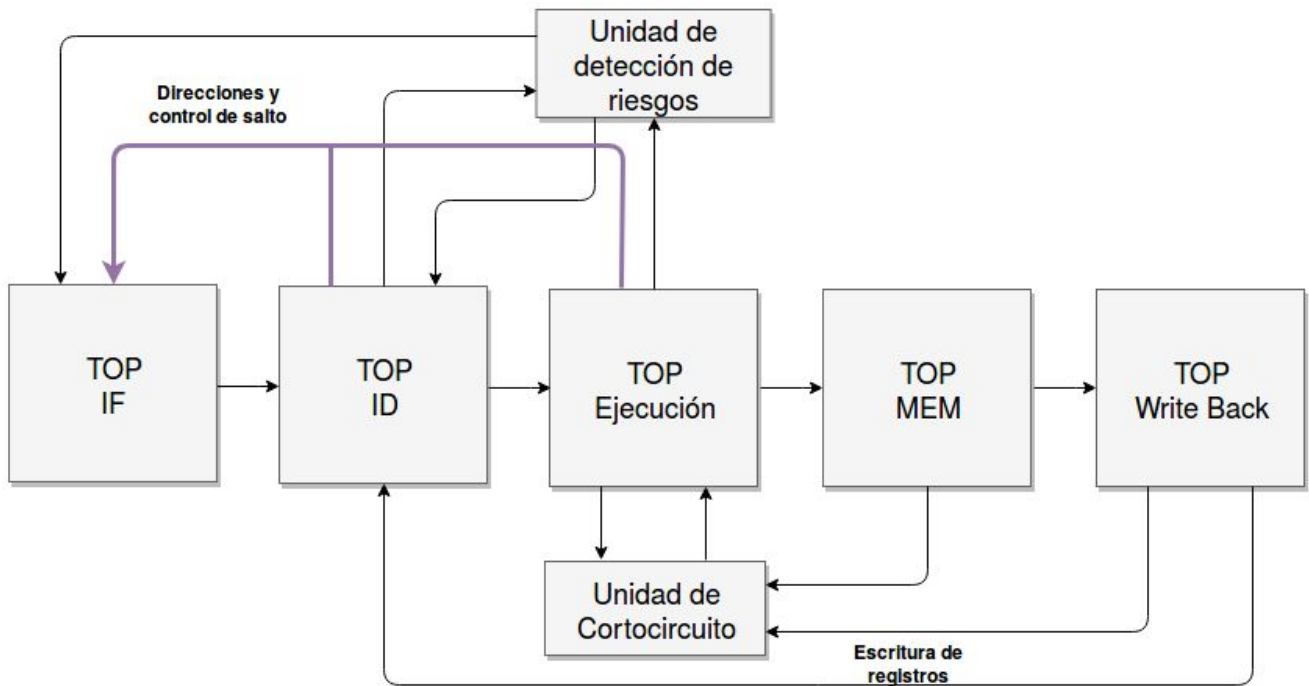 Unidad de
detección de
riesgos
Direcciones y
control de salto
TOP
IF
TOP
ID
TOP
Ejecución
TOP
MEM
TOP
Write Back
Unidad de
Cortocircuito
Escritura de
registros